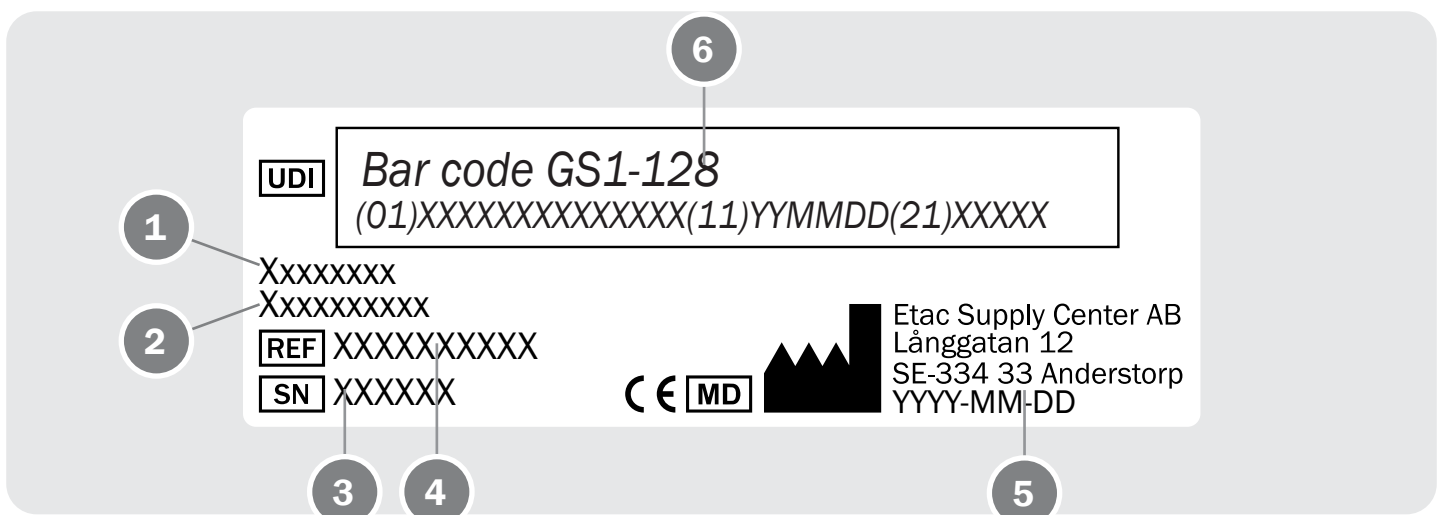 6
UDI
Bar code GS1-128
(01)XXXXXXXXXXXXXX(11)YYMMDD(21)XXXXX
1
Xxxxxxxx
Xxxxxxxxxx
2
REF XXXXXXXXXX
SN XXXXXX
CE MD
Etac Supply Center AB
Långgatan 12
SE-334 33 Anderstorp
YYYY-MM-DD
3
4
5